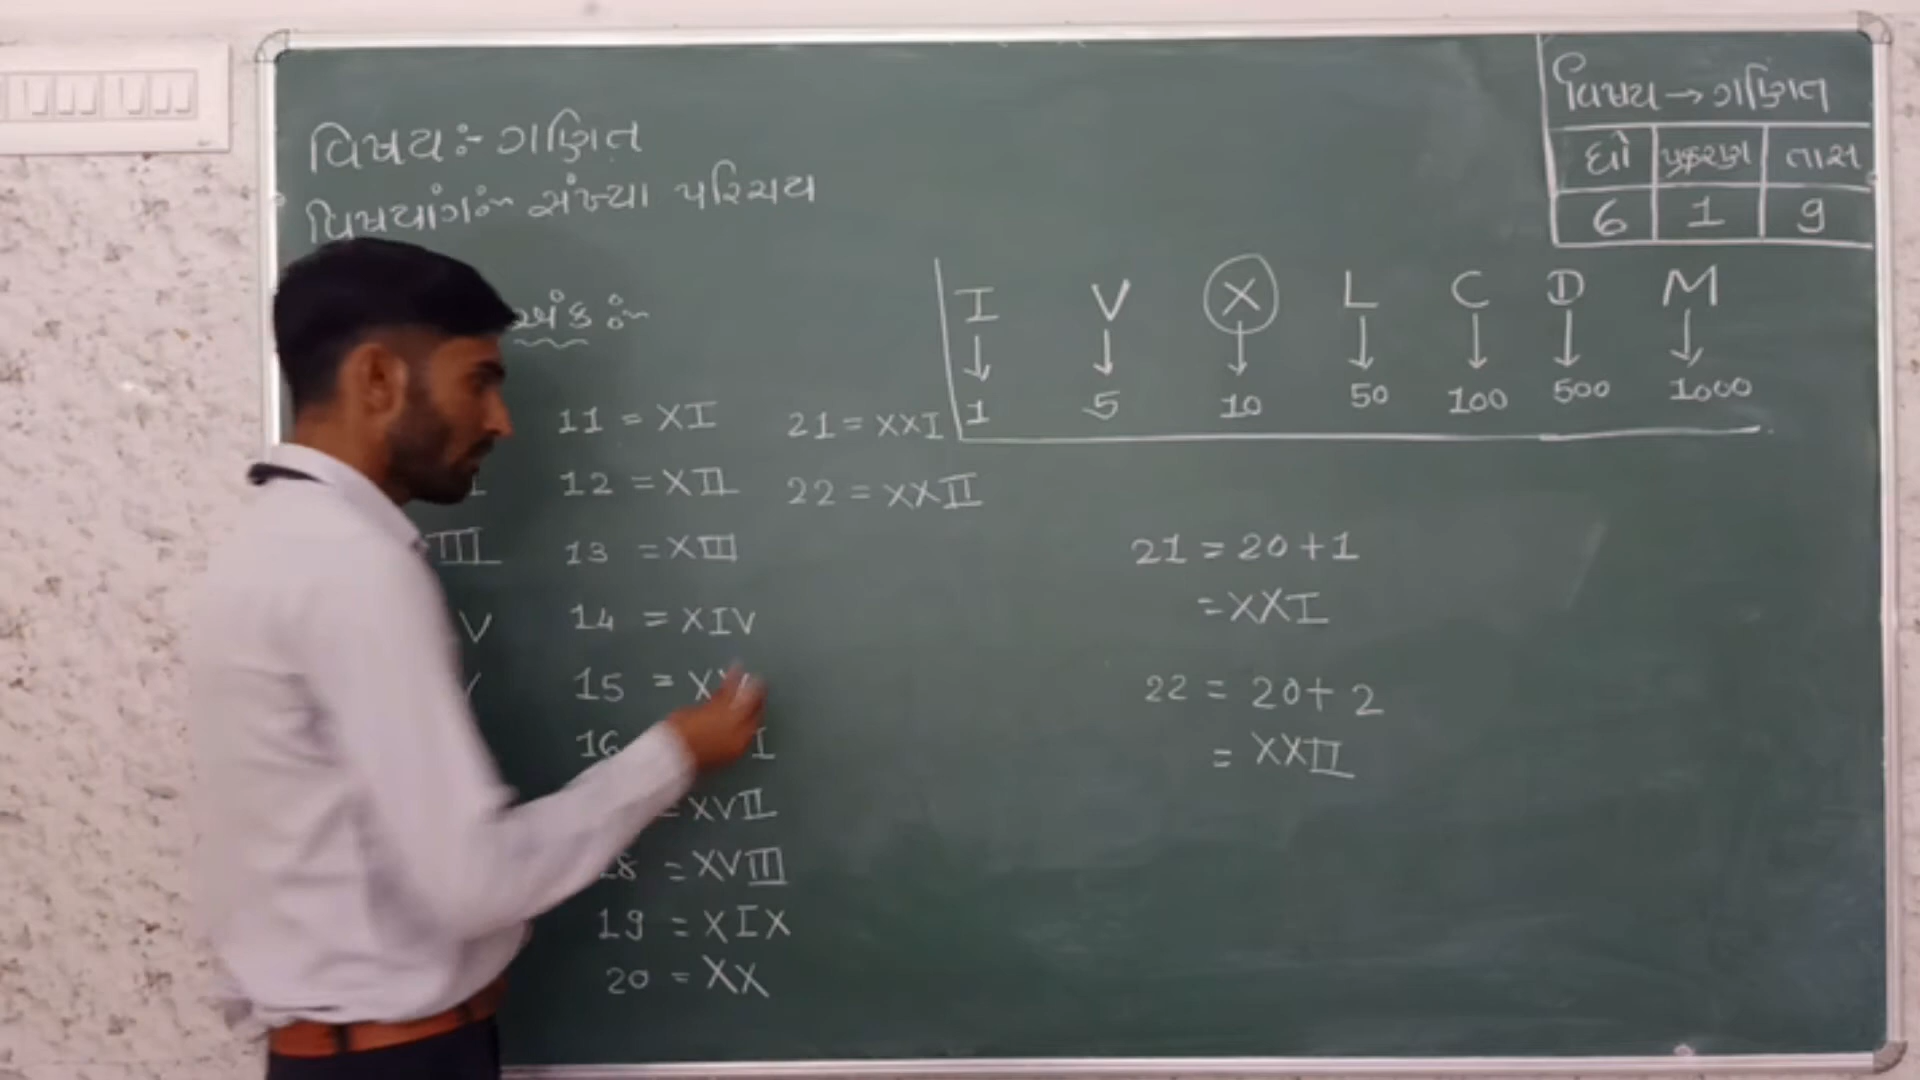 વિષય:- ગણિત
વિષયાંગ:- સંખ્યા પરિચય
અંક :-
વિષય → ગણિત
ધો પ્રકરણ તાસ
6 1 9
I V X L C D M
↓ ↓ ↓ ↓ ↓ ↓ ↓
1 5 10 50 100 500 1000
III
V
11 = XI
12 = XII
13 = XIII
14 = XIV
15 = XV
16 I
= XVII
18 = XVIII
19 = XIX
20 = XX
21 = XXI
22 = XXII
21 = 20+1
= XXI
22 = 20+2
= XXII